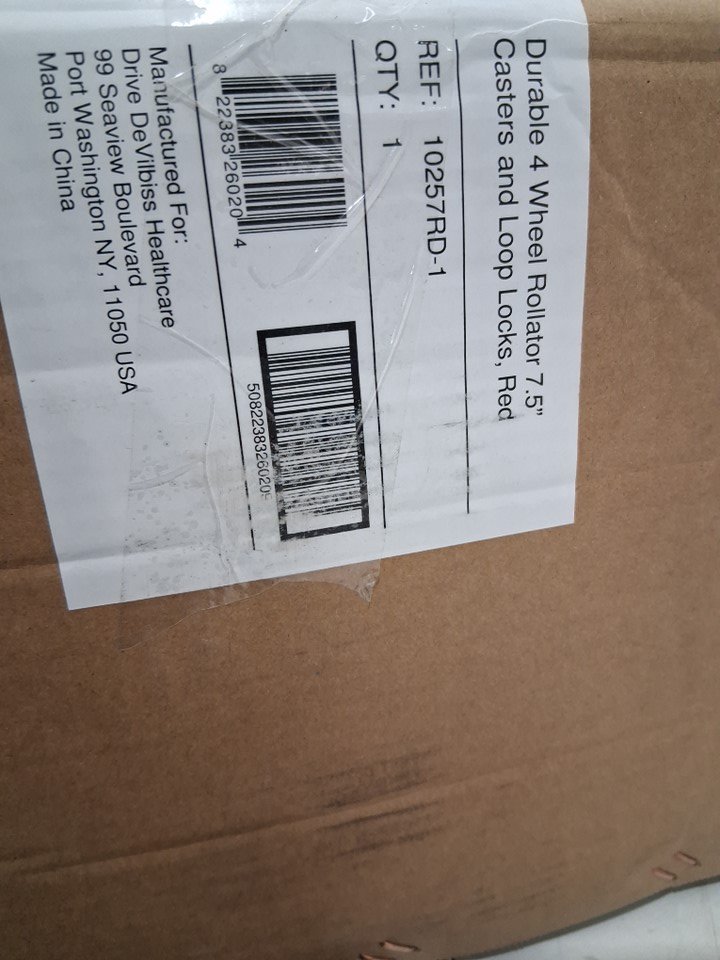 Durable 4 Wheel Rollator 7.5"
Casters and Loop Locks, Red
REF: 10257RD-1
QTY: 1
8 22383 26020 4
Manufactured For:
Drive DeVilbiss Healthcare
99 Seaview Boulevard
Port Washington NY, 11050 USA
Made in China